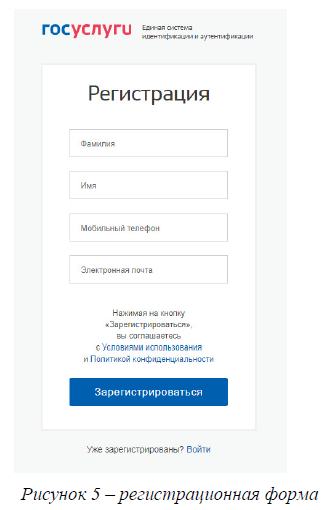 госуслуги
Единая система
идентификации и аутентификации
Регистрация
Фамилия
Имя
Мобильный телефон
Электронная почта
Нажимая на кнопку
«Зарегистрироваться»,
вы соглашаетесь
с Условиями использования
и Политикой конфиденциальности
Зарегистрироваться
Уже зарегистрированы? Войти
Рисунок 5 – регистрационная форма